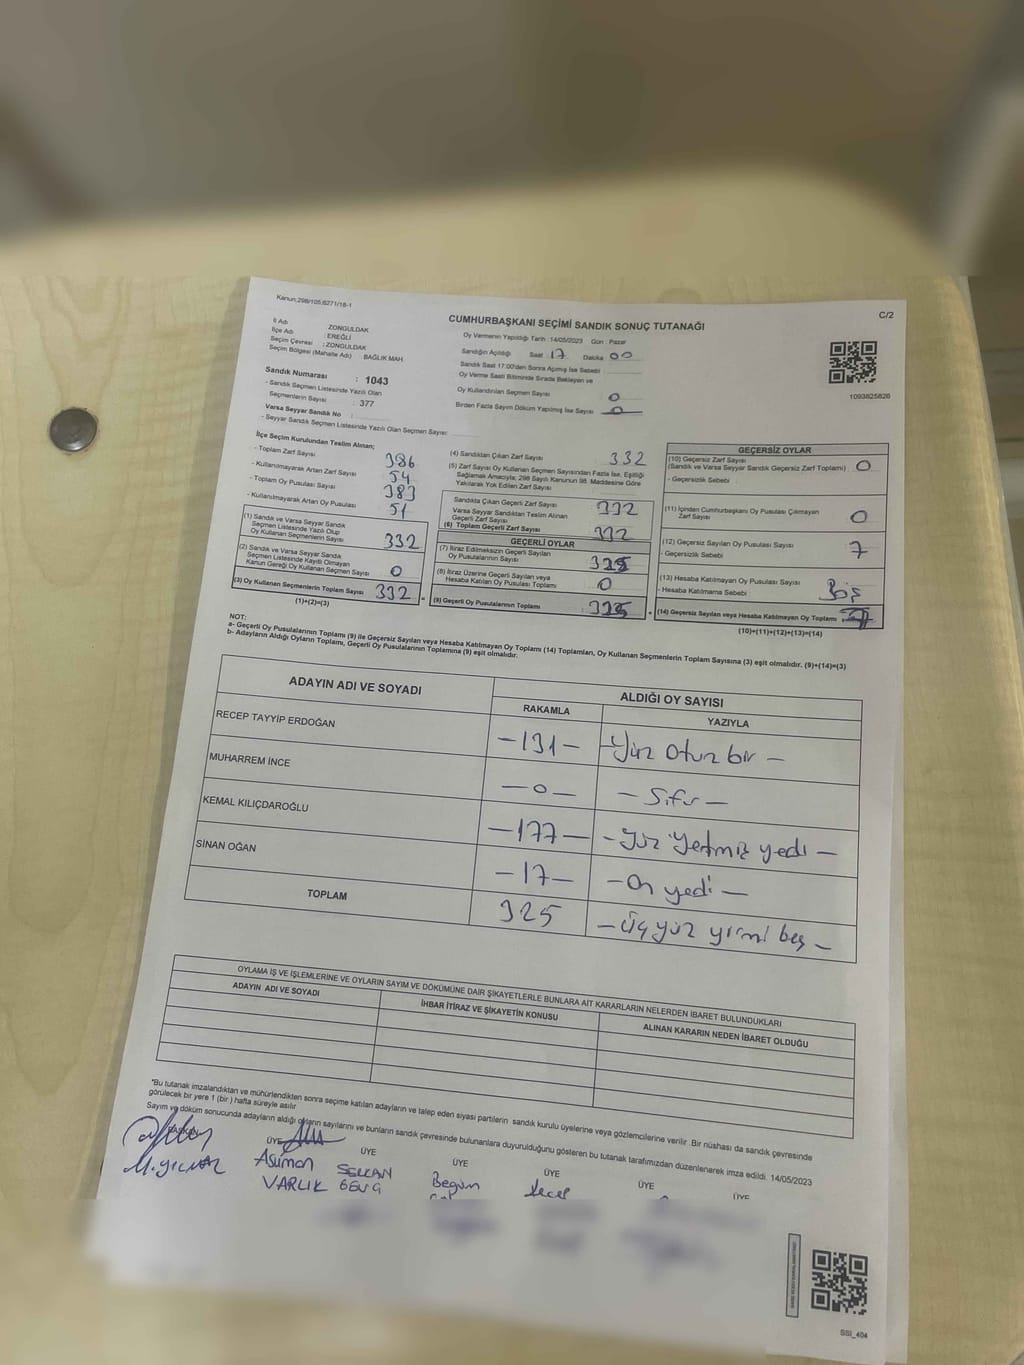 Kanun:298/105,6271/18-1
C/2
CUMHURBAŞKANI SEÇİMİ SANDIK SONUÇ TUTANAĞI
İl Adı : ZONGULDAK
İlçe Adı : EREĞLİ
Seçim Çevresi : ZONGULDAK
Seçim Bölgesi (Mahalle Adı) : BAĞLIK MAH
Sandık Numarası : 1043
- Sandık Seçmen Listesinde Yazılı Olan
Seçmenlerin Sayısı : 377
Varsa Seyyar Sandık No :
- Seyyar Sandık Seçmen Listesinde Yazılı Olan Seçmen Sayısı:
Oy Vermenin Yapıldığı Tarih :14/05/2023 Gün : Pazar
Sandığın Açıldığı Saat 17 Dakika 00
Sandık Saat 17:00'den Sonra Açmış İse Sebebi
Oy Verme Saati Bitiminde Sırada Bekleyen ve
Oy Kullandırılan Seçmen Sayısı 0
Birden Fazla Sayım Döküm Yapılmış İse Sayısı 0
1093825826
İlçe Seçim Kurulundan Teslim Alınan;
- Toplam Zarf Sayısı 386
- Kullanılmayarak Artan Zarf Sayısı 54
- Toplam Oy Pusulası Sayısı 383
- Kullanılmayarak Artan Oy Pusulası 51
(1) Sandık ve Varsa Seyyar Sandık
Seçmen Listesinde Yazılı Olup
Oy Kullanan Seçmenlerin Sayısı 332
(2) Sandık ve Varsa Seyyar Sandık
Seçmen Listesinde Kayıtlı Olmayan
Kanun Gereği Oy Kullanan Seçmen Sayısı 0
(3) Oy Kullanan Seçmenlerin Toplam Sayısı 332 =
(1)+(2)=(3)
(4) Sandıktan Çıkan Zarf Sayısı 332
(5) Zarf Sayısı Oy Kullanan Seçmen Sayısından Fazla İse, Eşitliği
Sağlamak Amacıyla; 298 Sayılı Kanunun 98. Maddesine Göre
Yakılarak Yok Edilen Zarf Sayısı
Sandıkta Çıkan Geçerli Zarf Sayısı 332
Varsa Seyyar Sandıktan Teslim Alınan
Geçerli Zarf Sayısı
(6) Toplam Geçerli Zarf Sayısı 332
GEÇERLİ OYLAR
(7) İtiraz Edilmeksizin Geçerli Sayılan
Oy Pusulalarının Sayısı 325
(8) İtiraz Üzerine Geçerli Sayılan veya
Hesaba Katılan Oy Pusulası Toplamı 0
(9) Geçerli Oy Pusulalarının Toplamı :325
GEÇERSİZ OYLAR
(10) Geçersiz Zarf Sayısı
(Sandık ve Varsa Seyyar Sandık Geçersiz Zarf Toplamı) 0
- Geçersizlik Sebebi
(11) İçinden Cumhurbaşkanı Oy Pusulası Çıkmayan
Zarf Sayısı 0
(12) Geçersiz Sayılan Oy Pusulası Sayısı 7
- Geçersizlik Sebebi
(13) Hesaba Katılmayan Oy Pusulası Sayısı
- Hesaba Katılmama Sebebi
+ (14) Geçersiz Sayılan veya Hesaba Katılmayan Oy Toplamı
(10)+(11)+(12)+(13)=(14)
NOT:
a- Geçerli Oy Pusulalarının Toplamı (9) ile Geçersiz Sayılan veya Hesaba Katılmayan Oy Toplamı (14) Toplamları, Oy Kullanan Seçmenlerin Toplam Sayısına (3) eşit olmalıdır. (9)+(14)=(3)
b- Adayların Aldığı Oyların Toplamı, Geçerli Oy Pusulalarının Toplamına (9) eşit olmalıdır.
ADAYIN ADI VE SOYADI ALDIĞI OY SAYISI
RAKAMLA YAZIYLA
RECEP TAYYİP ERDOĞAN -131- -Yüz Otuz bir -
MUHARREM İNCE -0- -Sıfır-
KEMAL KILIÇDAROĞLU -177- -Yüz Yetmiş yedi -
SİNAN OĞAN -17- -On yedi -
TOPLAM 325 -Üç yüz yirmi beş -
OYLAMA İŞ VE İŞLEMLERİNE VE OYLARIN SAYIM VE DÖKÜMÜNE DAİR ŞİKAYETLERLE BUNLARA AİT KARARLARIN NELERDEN İBARET BULUNDUKLARI
ADAYIN ADI VE SOYADI İHBAR İTİRAZ VE ŞİKAYETİN KONUSU ALINAN KARARIN NEDEN İBARET OLDUĞU
"Bu tutanak imzalandıktan ve mühürlendikten sonra seçime katılan adayların ve talep eden siyasi partilerin sandık kurulu üyelerine veya gözlemcilerine verilir .Bir nüshası da sandık çevresinde
görülecek bir yere 1 (bir ) hafta süreyle asılır
Sayım ve döküm sonucunda adayların aldığı oyların sayılarını ve bunların sandık çevresinde bulunanlara duyurulduğunu gösteren bu tutanak tarafımızdan düzenlenerek imza edildi. 14/05/2023
BAŞKAN ÜYE ÜYE ÜYE ÜYE ÜYE ÜYE
M.YILMAZ Asuman SERKAN Begüm
VARLIK
SSİ_404